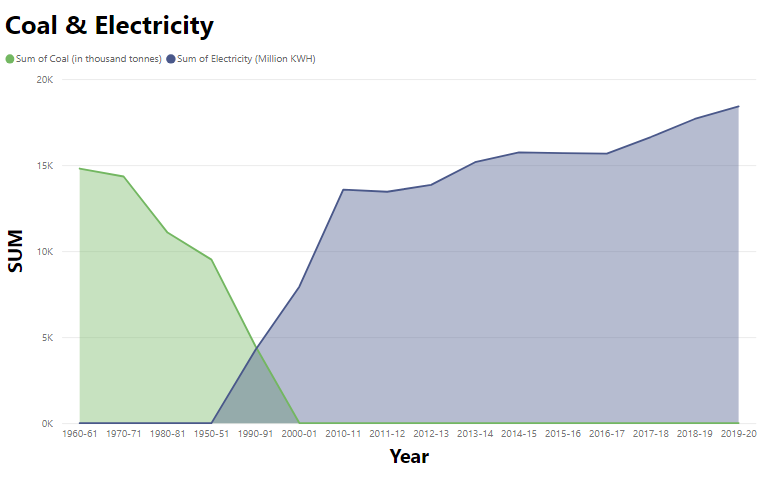 Coal & Electricity
Sum of Coal (in thousand tonnes) Sum of Electricity (Million KWH)
20K
15K
10K
5K
0K
SUM
1960-61 1970-71 1980-81 1950-51 1990-91 2000-01 2010-11 2011-12 2012-13 2013-14 2014-15 2015-16 2016-17 2017-18 2018-19 2019-20
Year